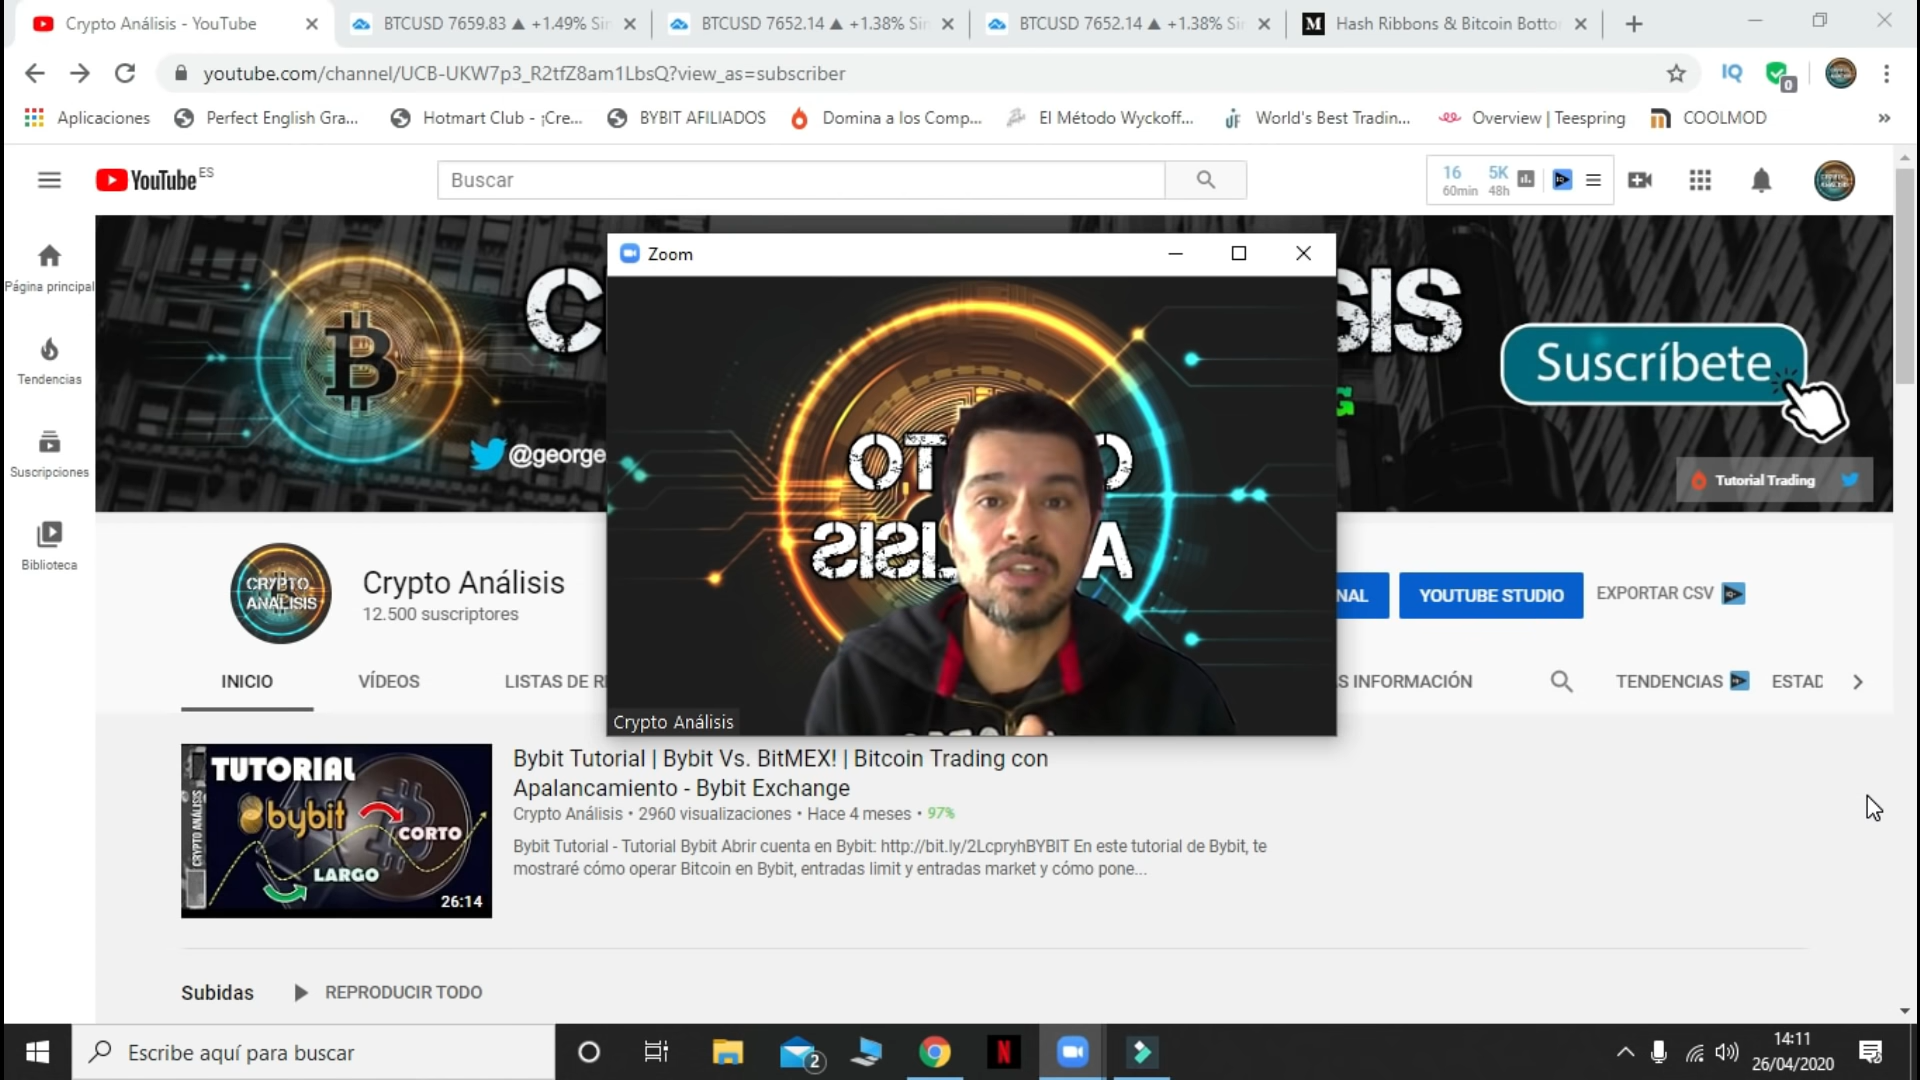 Crypto Análisis - YouTube
BTCUSD 7659.83 ▲ +1.49% Sin
BTCUSD 7652.14 ▲ +1.38% Sin
BTCUSD 7652.14 ▲ +1.38% Sin
Hash Ribbons & Bitcoin Botto
youtube.com/channel/UCB-UKW7p3_R2tfZ8am1LbsQ?view_as=subscriber
IQ
0
Aplicaciones
Perfect English Gra...
Hotmart Club - ¡Cre...
BYBIT AFILIADOS
Domina a los Comp...
El Método Wyckoff...
World's Best Tradin...
Overview | Teespring
COOLMOD
»
YouTube ES
Buscar
16 60min
5K 48h
Página principal
Tendencias
Suscripciones
Biblioteca
@george
SIS
G
Suscríbete
Tutorial Trading
Zoom
Crypto Análisis
CRYPTO
ANALISIS
Crypto Análisis
12.500 suscriptores
NAL
YOUTUBE STUDIO
EXPORTAR CSV
INICIO
VÍDEOS
LISTAS DE R
S INFORMACIÓN
TENDENCIAS
ESTAD
TUTORIAL
bybit
CORTO
LARGO
CRYPTO ANÁLISIS
26:14
Bybit Tutorial | Bybit Vs. BitMEX! | Bitcoin Trading con
Apalancamiento - Bybit Exchange
Crypto Análisis • 2960 visualizaciones • Hace 4 meses • 97%
Bybit Tutorial - Tutorial Bybit Abrir cuenta en Bybit: http://bit.ly/2LcpryhBYBIT En este tutorial de Bybit, te
mostraré cómo operar Bitcoin en Bybit, entradas limit y entradas market y cómo pone...
Subidas
REPRODUCIR TODO
Escribe aquí para buscar
2
14:11
26/04/2020